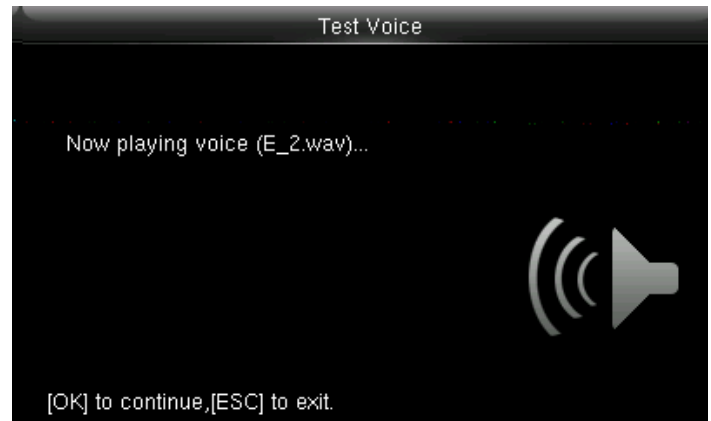 Test Voice
Now playing voice (E_2.wav)...
[OK] to continue,[ESC] to exit.